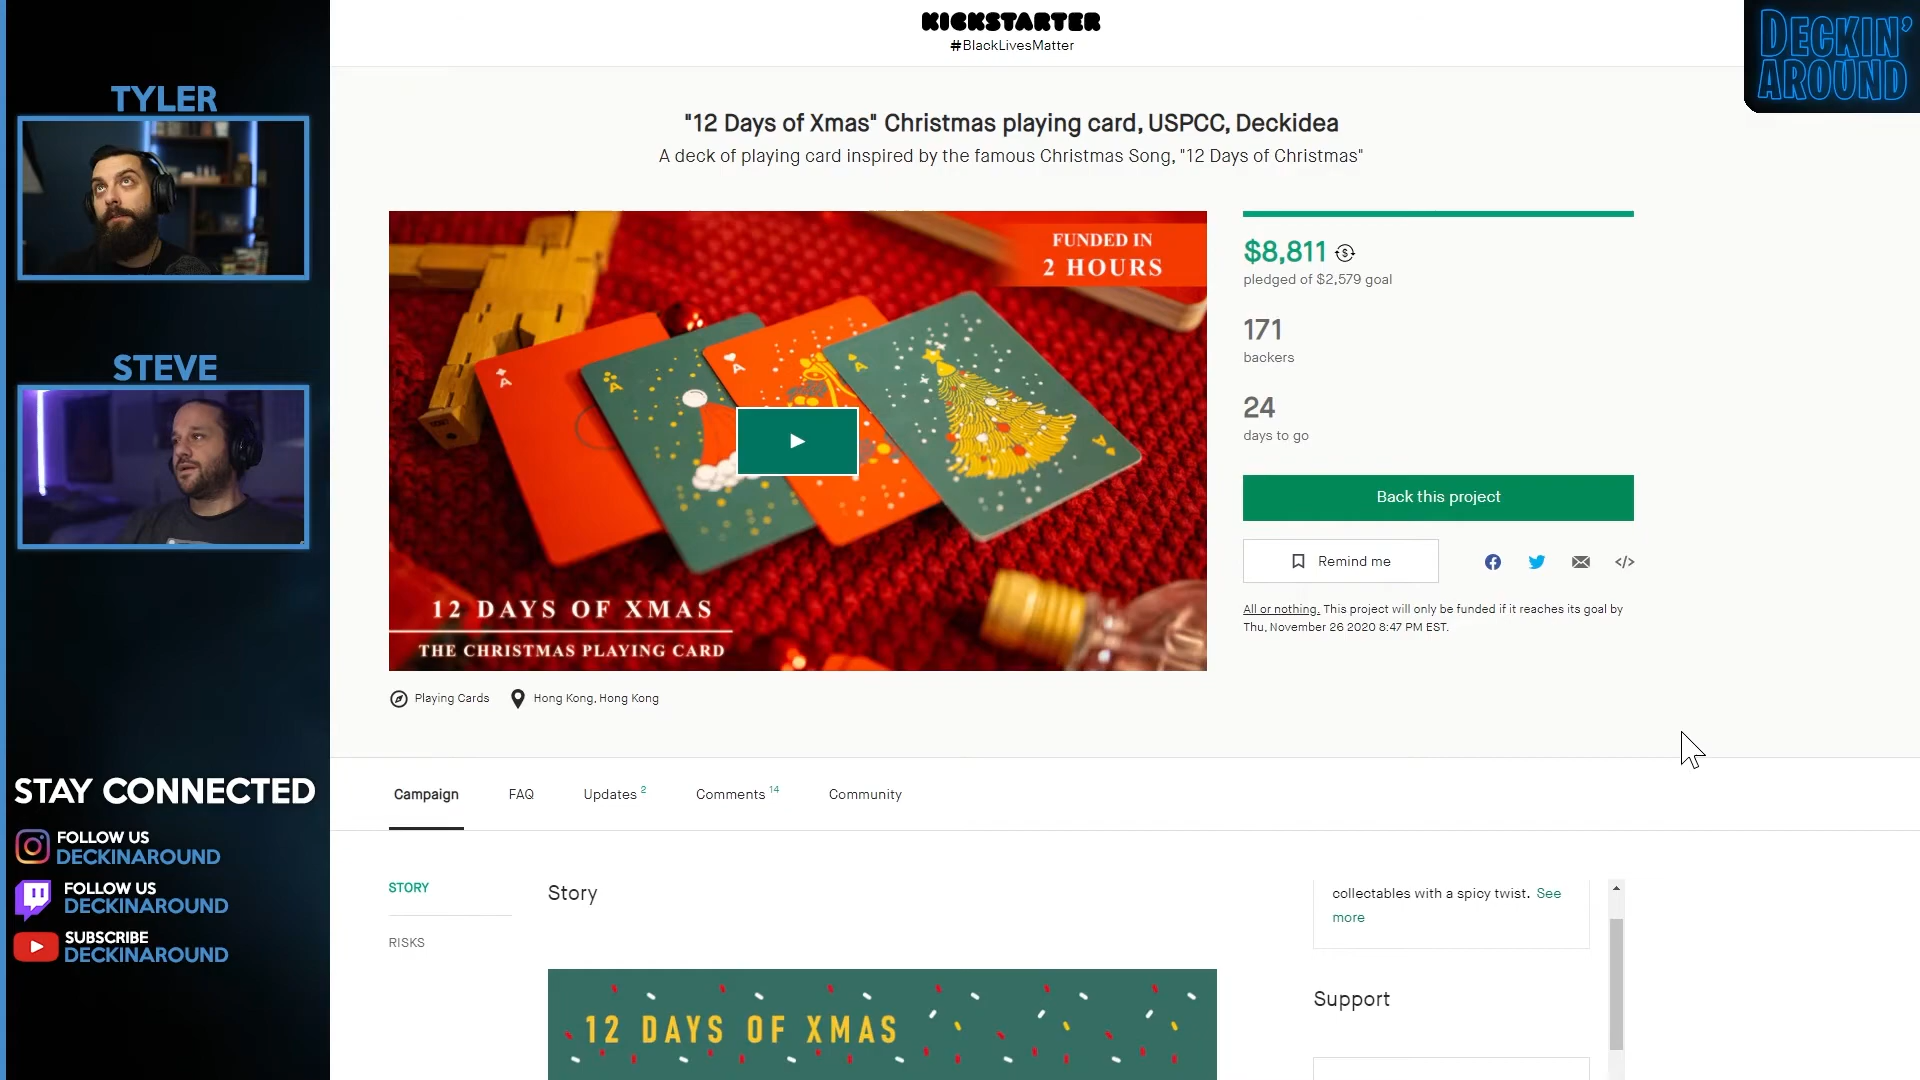 TYLER
STEVE
STAY CONNECTED
FOLLOW US
DECKINAROUND
FOLLOW US
DECKINAROUND
SUBSCRIBE
DECKINAROUND
KICKSTARTER
#BlackLivesMatter
DECKIN'
AROUND
"12 Days of Xmas" Christmas playing card, USPCC, Deckidea
A deck of playing card inspired by the famous Christmas Song, "12 Days of Christmas"
FUNDED IN
2 HOURS
A
A
A
A
A
12 DAYS OF XMAS
THE CHRISTMAS PLAYING CARD
$8,811
pledged of $2,579 goal
171
backers
24
days to go
Back this project
Remind me
All or nothing. This project will only be funded if it reaches its goal by
Thu, November 26 2020 8:47 PM EST.
Playing Cards
Hong Kong, Hong Kong
Campaign
FAQ
Updates 2
Comments 14
Community
STORY
RISKS
Story
12 DAYS OF XMAS
collectables with a spicy twist. See
more
Support